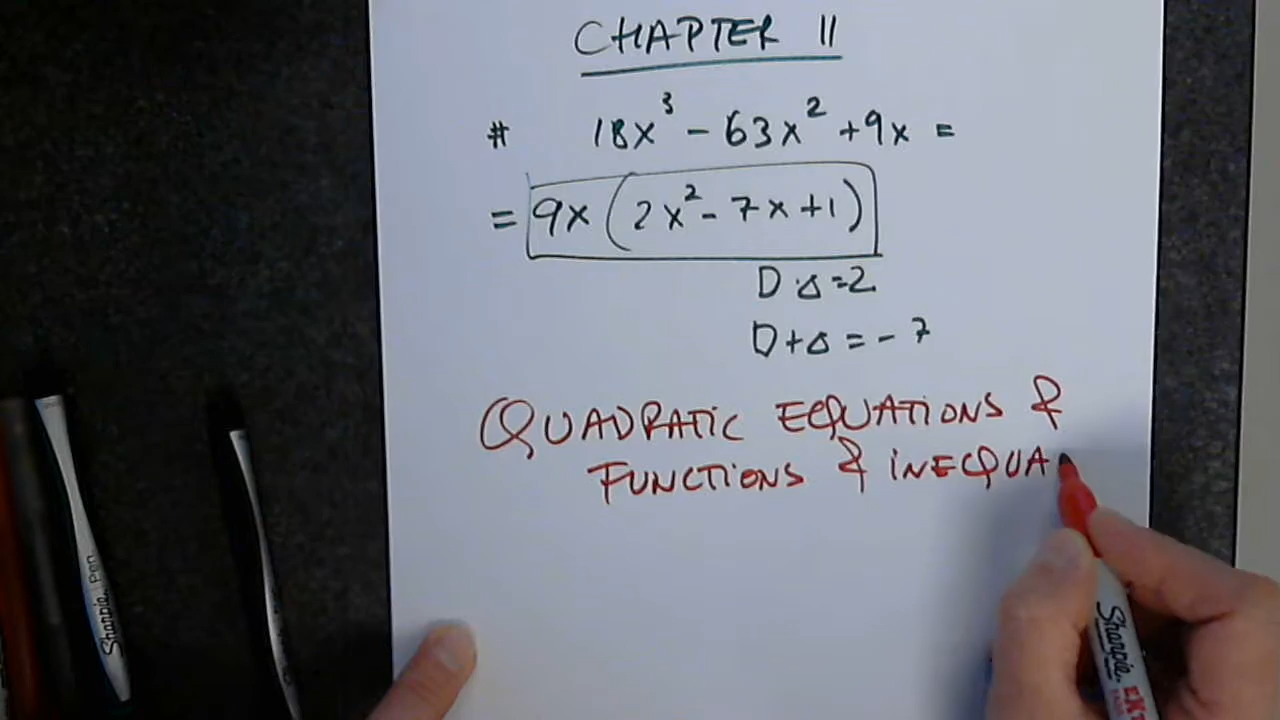 CHAPTER 11
# 18x³ - 63x² + 9x =
= 9x (2x² - 7x + 1)
D · Δ = 2
D + Δ = - 7
QUADRATIC EQUATIONS &
FUNCTIONS & INEQUA
Sharpie Pen
Sharpie